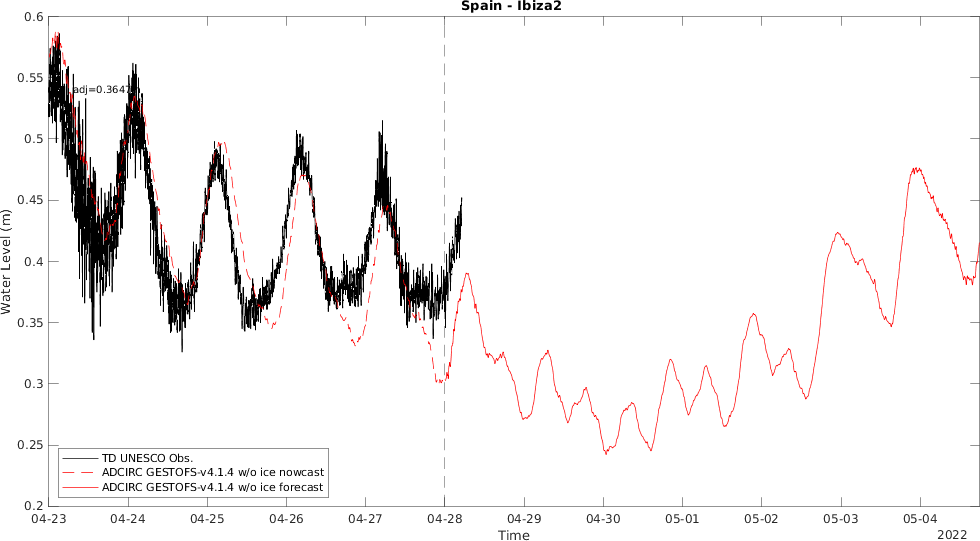 Spain - Ibiza2
0.6
0.55
0.5
0.45
0.4
0.35
0.3
0.25
0.2
Water Level (m)
adj=0.3647
TD UNESCO Obs.
ADCIRC GESTOFS-v4.1.4 w/o ice nowcast
ADCIRC GESTOFS-v4.1.4 w/o ice forecast
04-23 04-24 04-25 04-26 04-27 04-28 04-29 04-30 05-01 05-02 05-03 05-04
Time
2022